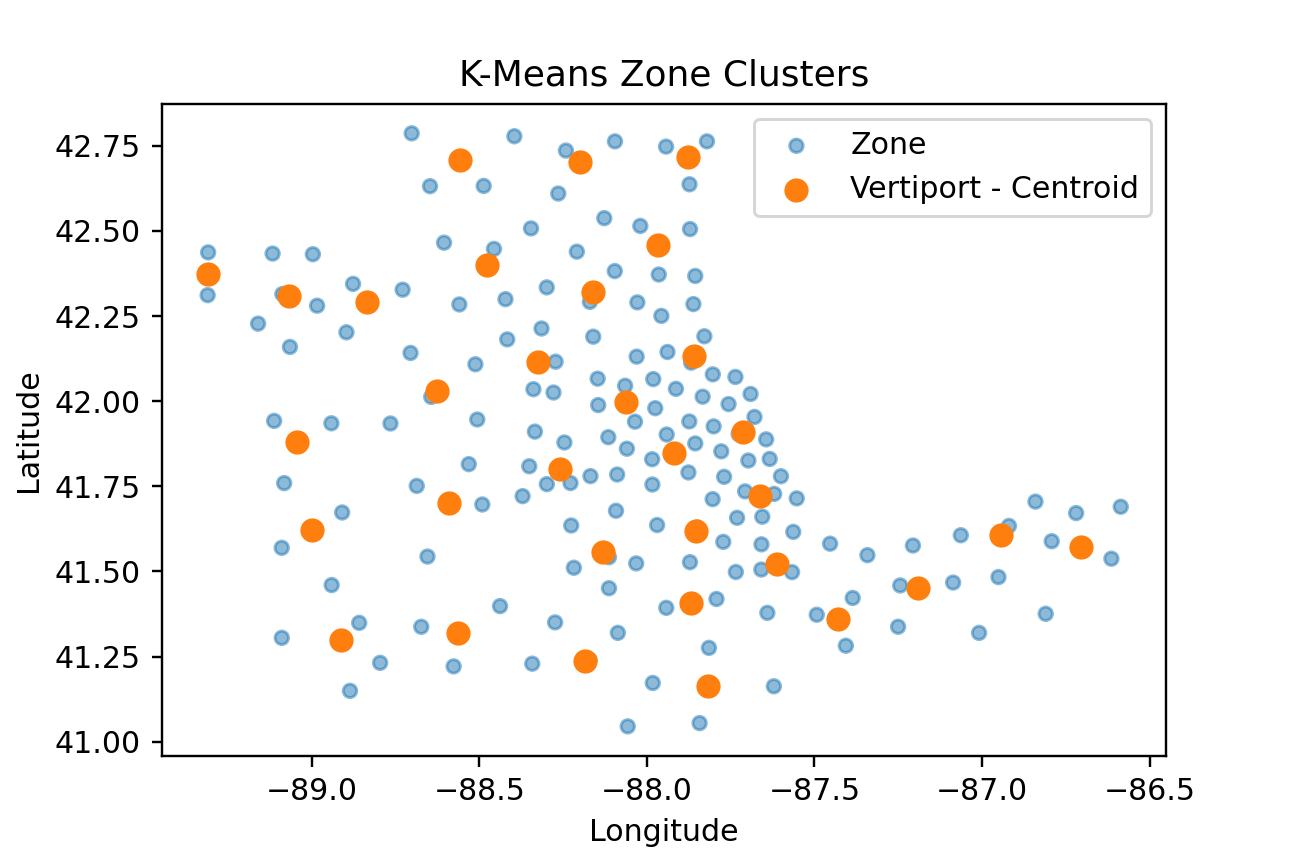 K-Means Zone Clusters
Zone
Vertiport - Centroid
42.75
42.50
42.25
42.00
41.75
41.50
41.25
41.00
Latitude
−89.0 −88.5 −88.0 −87.5 −87.0 −86.5
Longitude